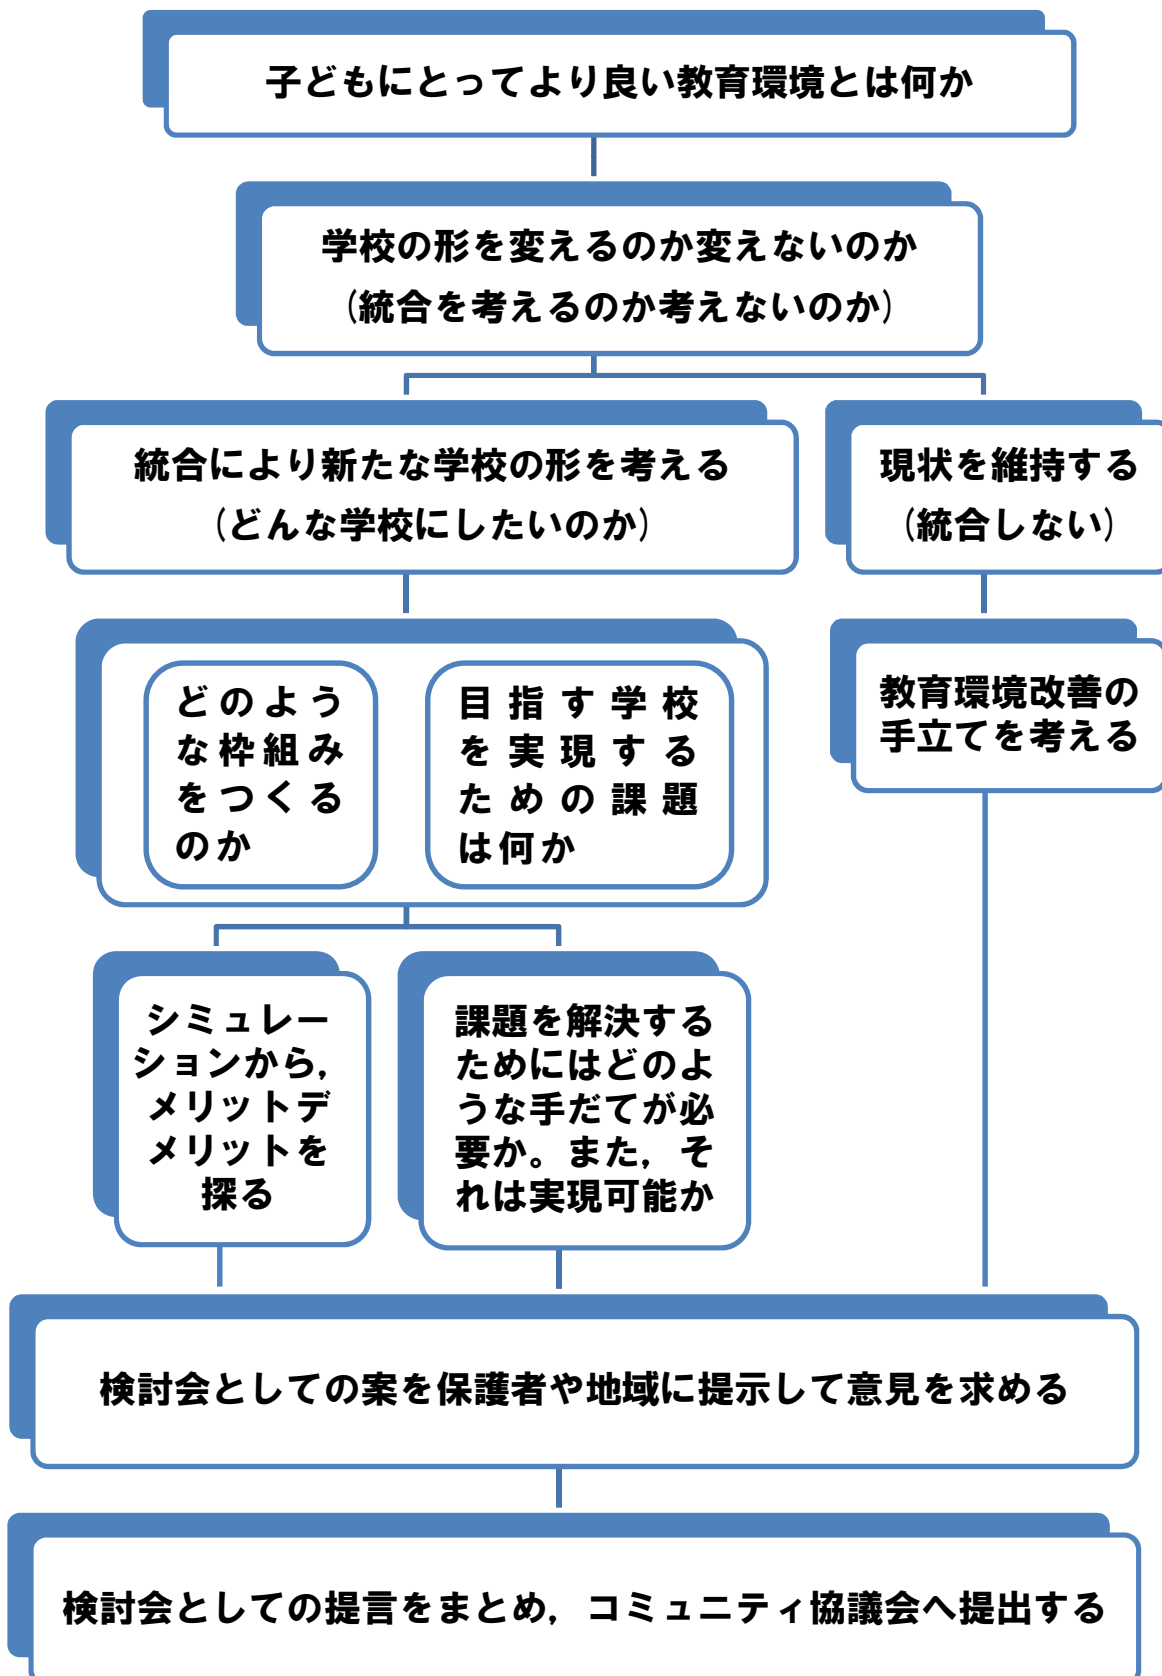 子どもにとってより良い教育環境とは何か
学校の形を変えるのか変えないのか
(統合を考えるのか考えないのか)
統合により新たな学校の形を考える
(どんな学校にしたいのか)
現状を維持する
(統合しない)
どのよう
な枠組み
をつくる
のか
目指す学校
を実現する
ための課題
は何か
教育環境改善の
手立てを考える
シミュレー
ションから,
メリットデ
メリットを
探る
課題を解決する
ためにはどのよ
うな手だてが必
要か。また,そ
れは実現可能か
検討会としての案を保護者や地域に提示して意見を求める
検討会としての提言をまとめ,コミュニティ協議会へ提出する